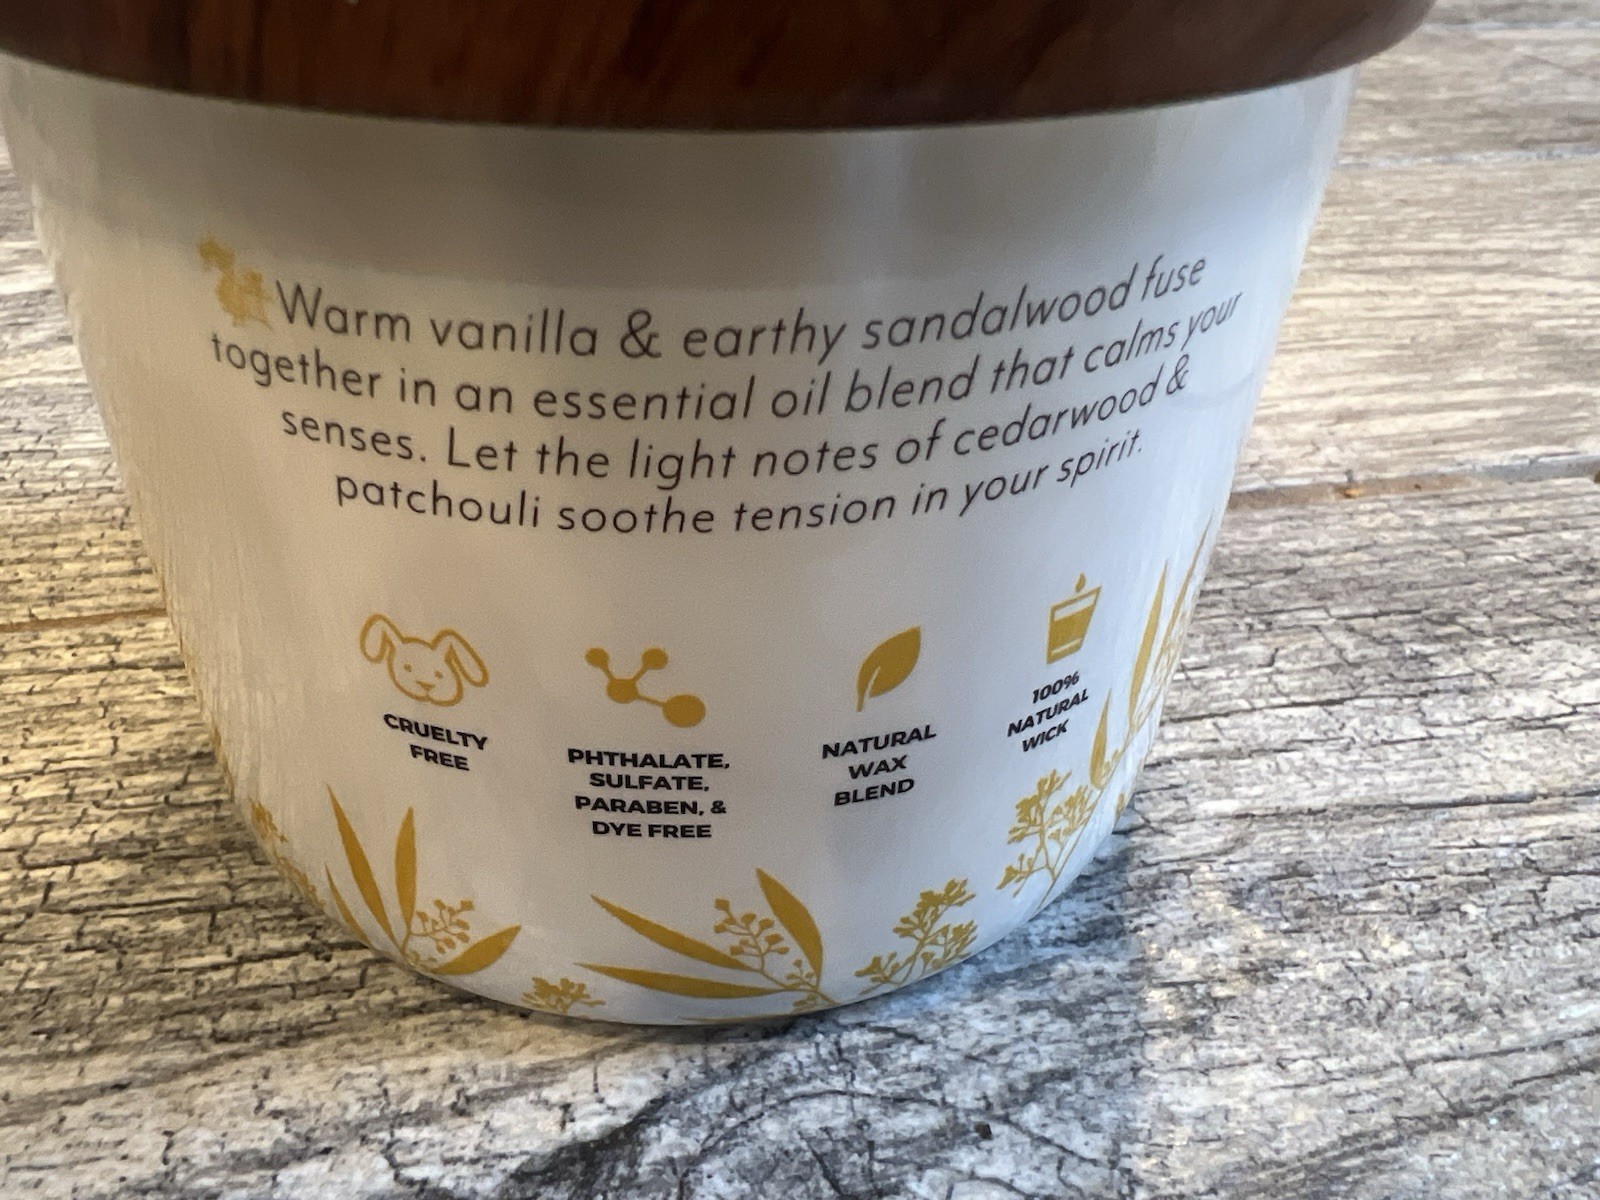 Warm vanilla & earthy sandalwood fuse
together in an essential oil blend that calms your
senses. Let the light notes of cedarwood &
patchouli soothe tension in your spirit.
CRUELTY
FREE
PHTHALATE,
SULFATE,
PARABEN, &
DYE FREE
NATURAL
WAX
BLEND
100%
NATURAL
WICK